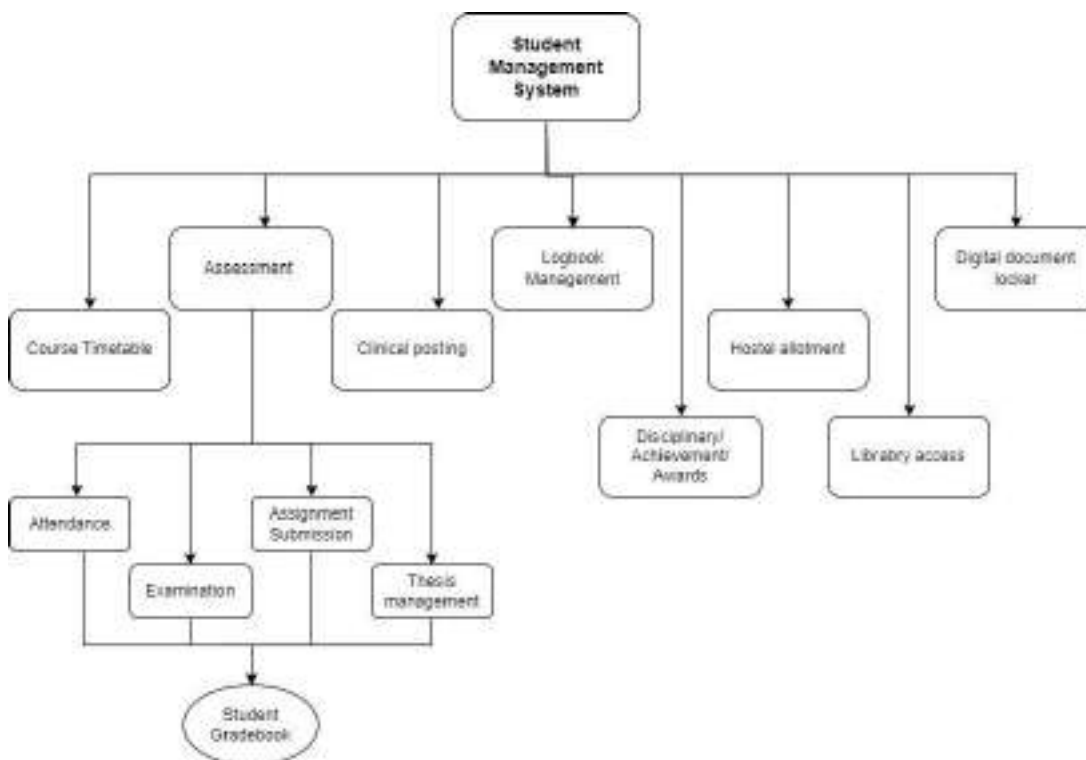 Student
Management
System
Assessment
Logbook
Management
Digital document
locker
Course Timetable
Clinical posting
Hostel allotment
Disciplinary/
Achievement/
Awards
Librabry access
Attendance.
Assignment
Submission
Examination
Thesis
management
Student
Gradebook